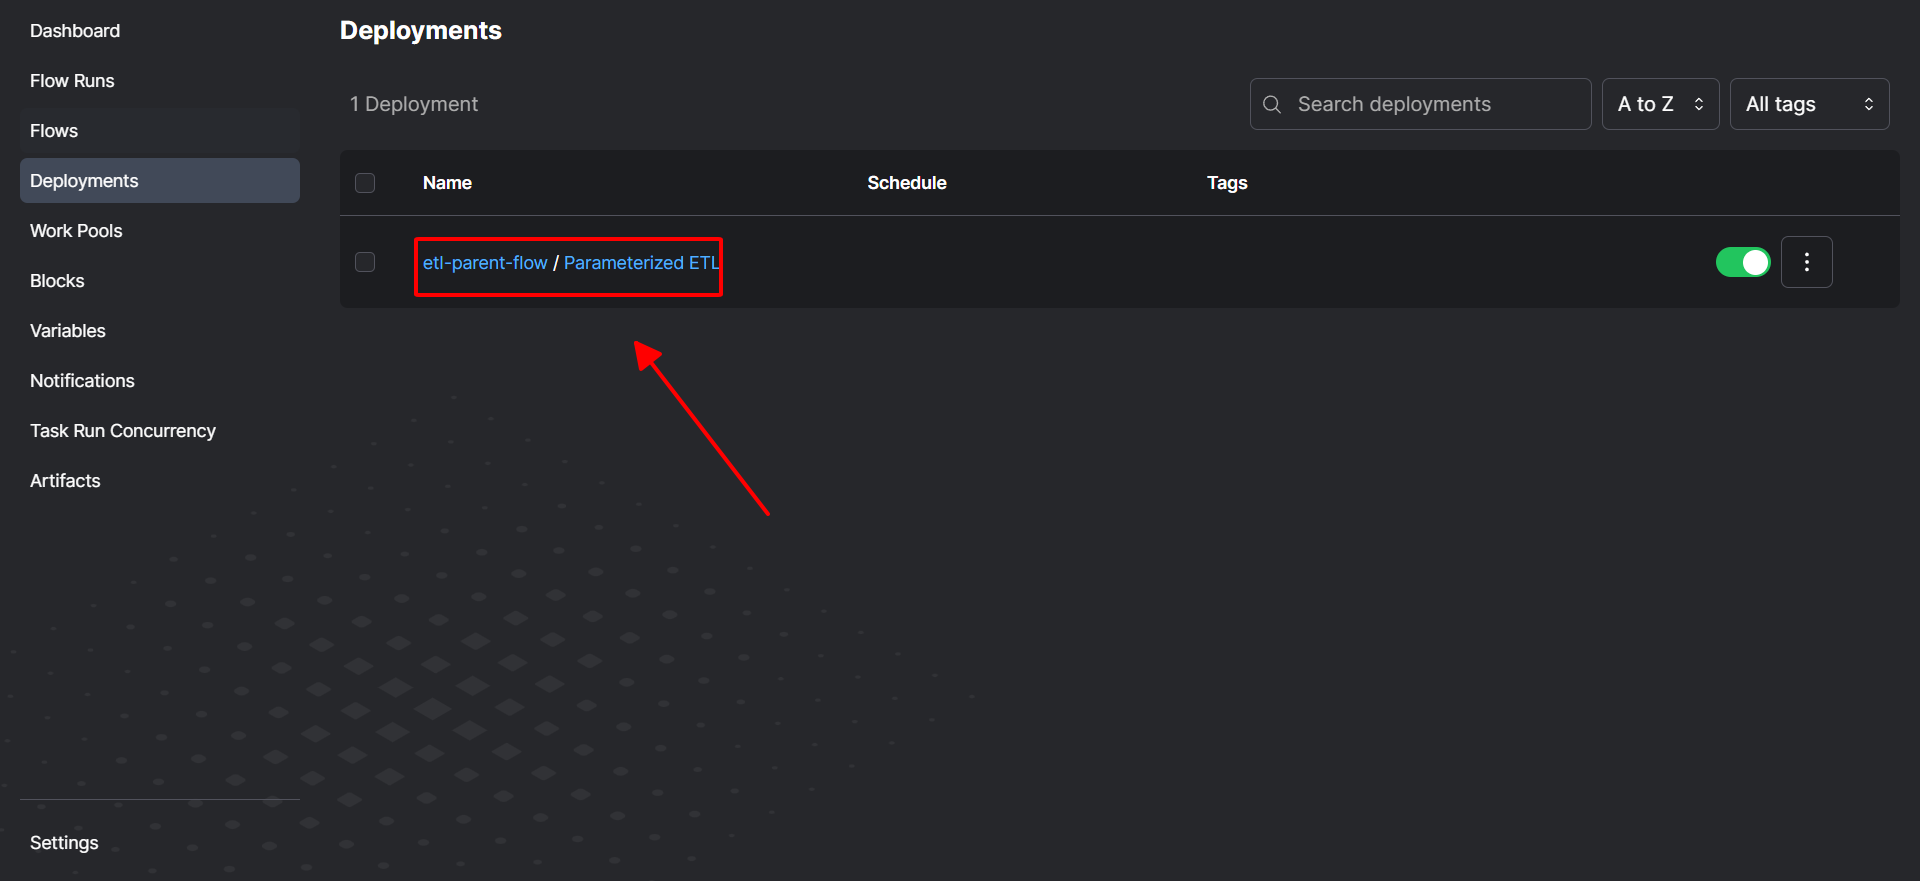 Dashboard
Flow Runs
Flows
Deployments
Work Pools
Blocks
Variables
Notifications
Task Run Concurrency
Artifacts
Settings
Deployments
1 Deployment
Search deployments
A to Z
All tags
Name Schedule Tags
etl-parent-flow / Parameterized ETL